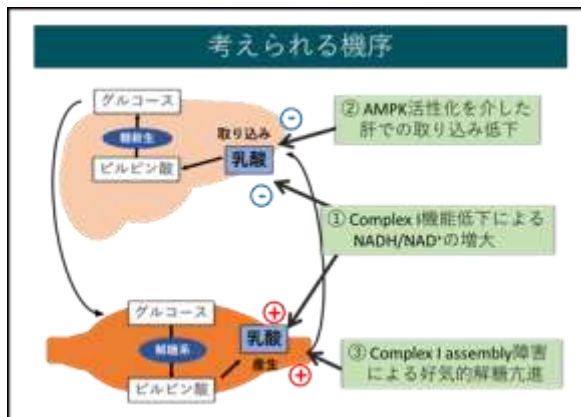 考えられる機序
グルコース
糖新生
ピルビン酸
取り込み
乳酸
② AMPK活性化を介した
肝での取り込み低下
① Complex I機能低下による
NADH/NAD⁺の増大
グルコース
解糖系
ピルビン酸
乳酸
産生
③ Complex I assembly障害
による好気的解糖亢進